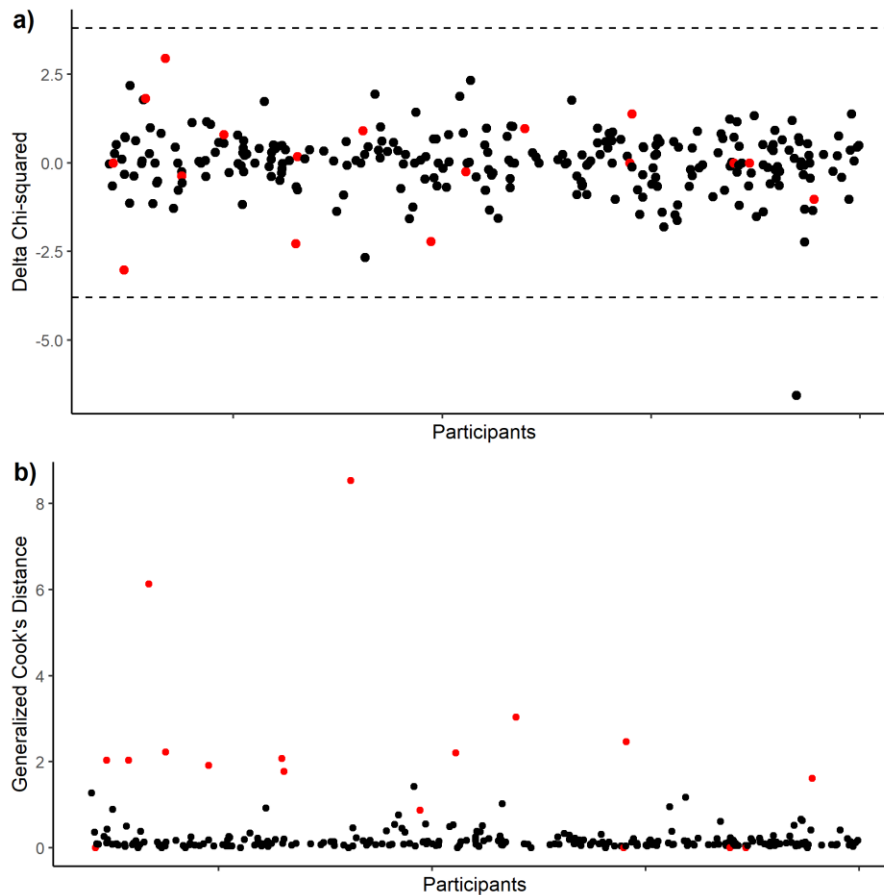 a)
Delta Chi-squared
2.5
0.0
-2.5
-5.0
Participants
b)
Generalized Cook's Distance
8
6
4
2
0
Participants